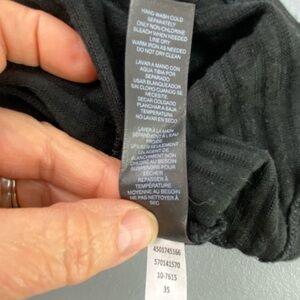 HAND WASH COLD
SEPARATELY
ONLY NON-CHLORINE
BLEACH WHEN NEEDED
LINE DRY
WARM IRON AS NEEDED
DO NOT DRY CLEAN
LAVAR A MANO CON
AGUA TIBIA POR
SEPARADO
USAR BLANQUEADOR
SIN CLORO CUANDO SE
NECESITE.
SECAR COLGADO
PLANCHAR A BAJA
TEMPERATURA
NO LAVAR EN SECO
LAVER À LA MAIN
SÉPARÉMENT À L'EAU
FROIDE
UTILISER SEULEMENT
UN AGENT DE
BLANCHIMENT NON
CHLORÉ AU BESOIN
SÉCHER
REPASSER À
TEMPÉRATURE
MOYENNE AU BESOIN
NE PAS NETTOYER À
SEC
4501745166
570141570
10-7615
3S